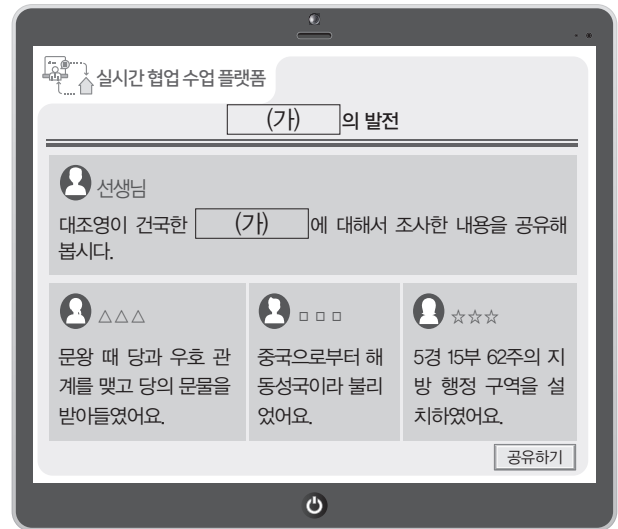 실시간 협업 수업 플랫폼
(가) 의 발전
선생님
대조영이 건국한 (가) 에 대해서 조사한 내용을 공유해
봅시다.
△△△
문왕 때 당과 우호 관
계를 맺고 당의 문물을
받아들였어요.
□□□
중국으로부터 해
동성국이라 불리
었어요.
☆☆☆
5경 15부 62주의 지
방 행정 구역을 설
치하였어요.
공유하기